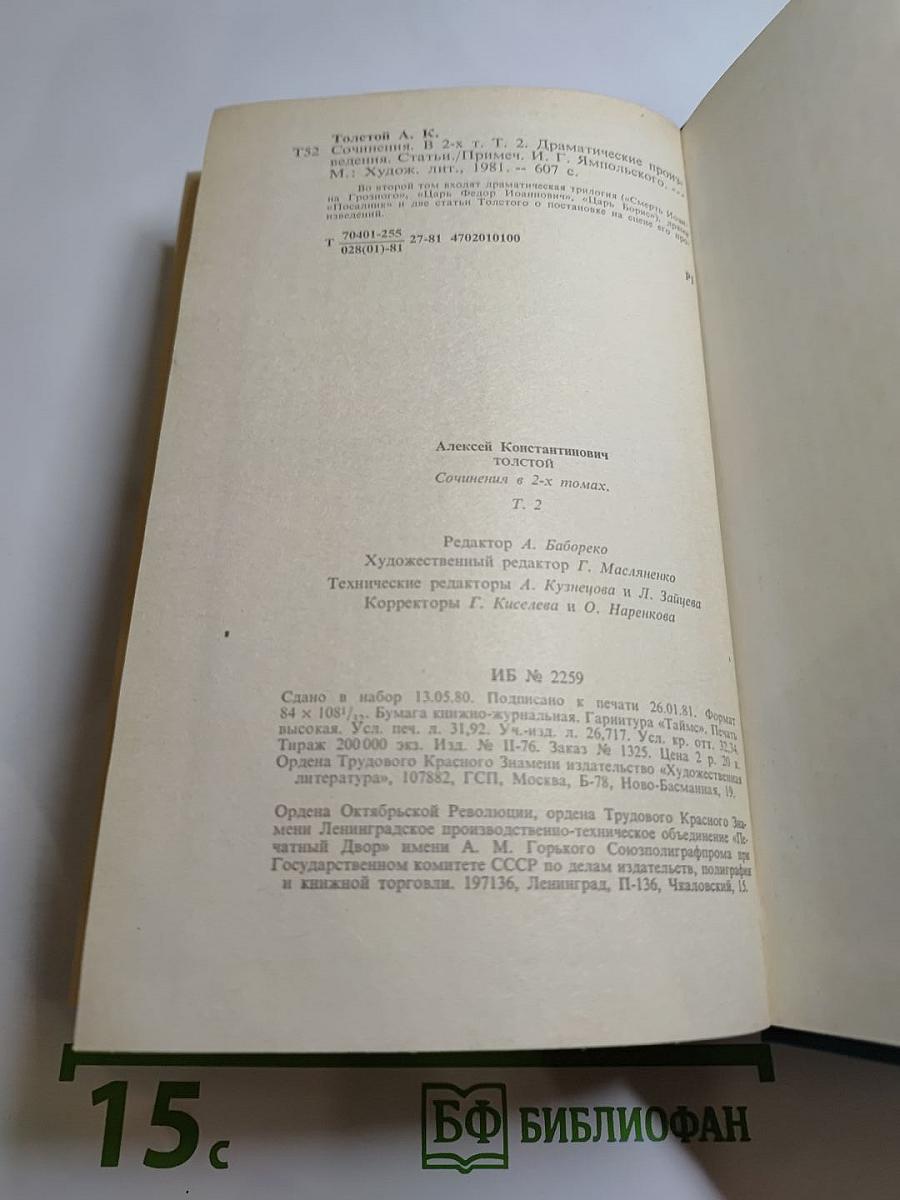 Толстой А. К.
Т52 Сочинения. В 2-х т. Т. 2. Драматические произ-
ведения. Статьи./Примеч. И. Г. Ямпольского. —
М.: Худож. лит., 1981. — 607 с.
Во второй том входят драматическая трилогия («Смерть Иоан-
на Грозного», «Царь Федор Иоаннович», «Царь Борис»), драма
«Посадник» и две статьи Толстого о постановке на сцене его про-
изведений.
Т 70401-255 27-81 4702010100
028(01)-81
Р1
Алексей Константинович
ТОЛСТОЙ
Сочинения в 2-х томах.
Т. 2
Редактор А. Бабореко
Художественный редактор Г. Масляненко
Технические редакторы А. Кузнецова и Л. Зайцева
Корректоры Г. Киселева и О. Наренкова
ИБ № 2259
Сдано в набор 13.05.80. Подписано к печати 26.01.81. Формат
84 × 108¹/₃₂. Бумага книжно-журнальная. Гарнитура «Таймс». Печать
высокая. Усл. печ. л. 31,92. Уч.-изд. л. 26,717. Усл. кр. отт. 32,34.
Тираж 200 000 экз. Изд. № II-76. Заказ № 1325. Цена 2 р. 20 к.
Ордена Трудового Красного Знамени издательство «Художественная
литература», 107882, ГСП, Москва, Б-78, Ново-Басманная, 19.
Ордена Октябрьской Революции, ордена Трудового Красного Зна-
мени Ленинградское производственно-техническое объединение «Пе-
чатный Двор» имени А. М. Горького Союзполиграфпрома при
Государственном комитете СССР по делам издательств, полиграфии
и книжной торговли. 197136, Ленинград, П-136, Чкаловский, 15.
15 с
БФ БИБЛИОФАН